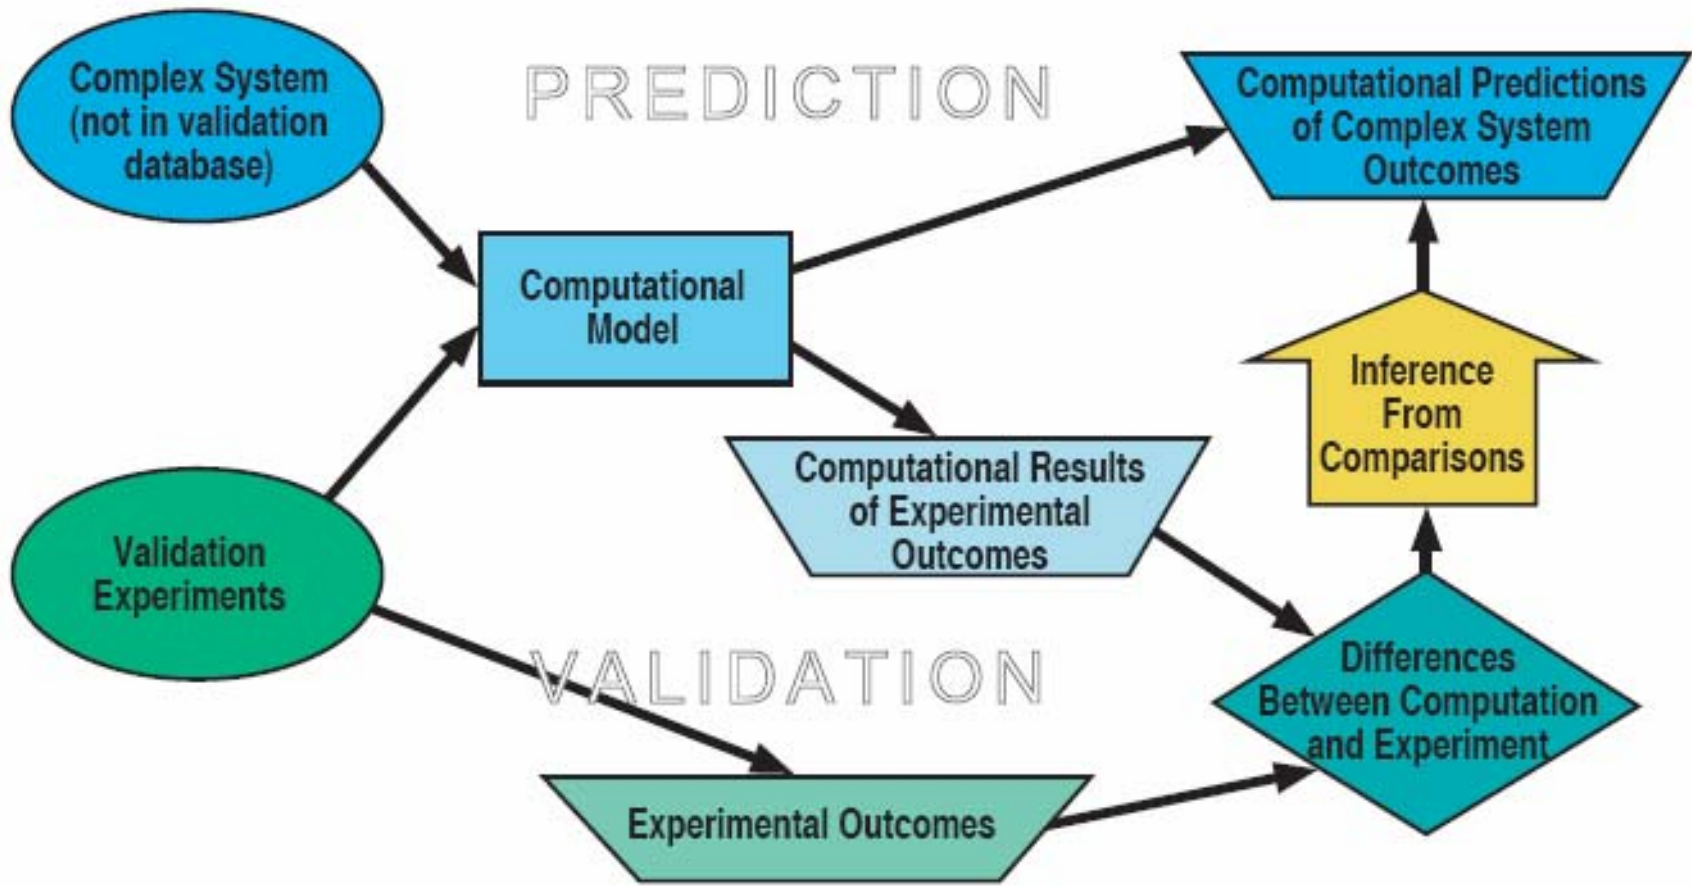 Complex System
(not in validation
database)
PREDICTION
Computational Predictions
of Complex System
Outcomes
Computational
Model
Inference
From
Comparisons
Computational Results
of Experimental
Outcomes
Validation
Experiments
VALIDATION
Differences
Between Computation
and Experiment
Experimental Outcomes